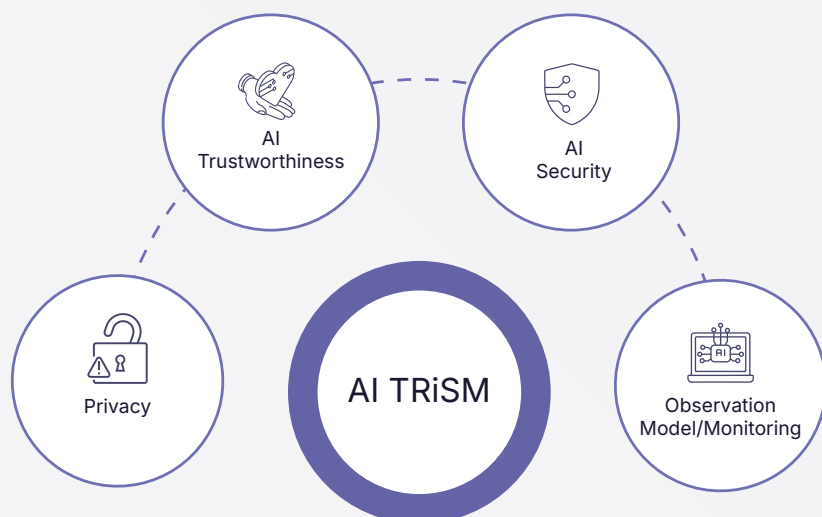 AI
Trustworthiness
AI
Security
Privacy
AI TRiSM
AI
Observation
Model/Monitoring